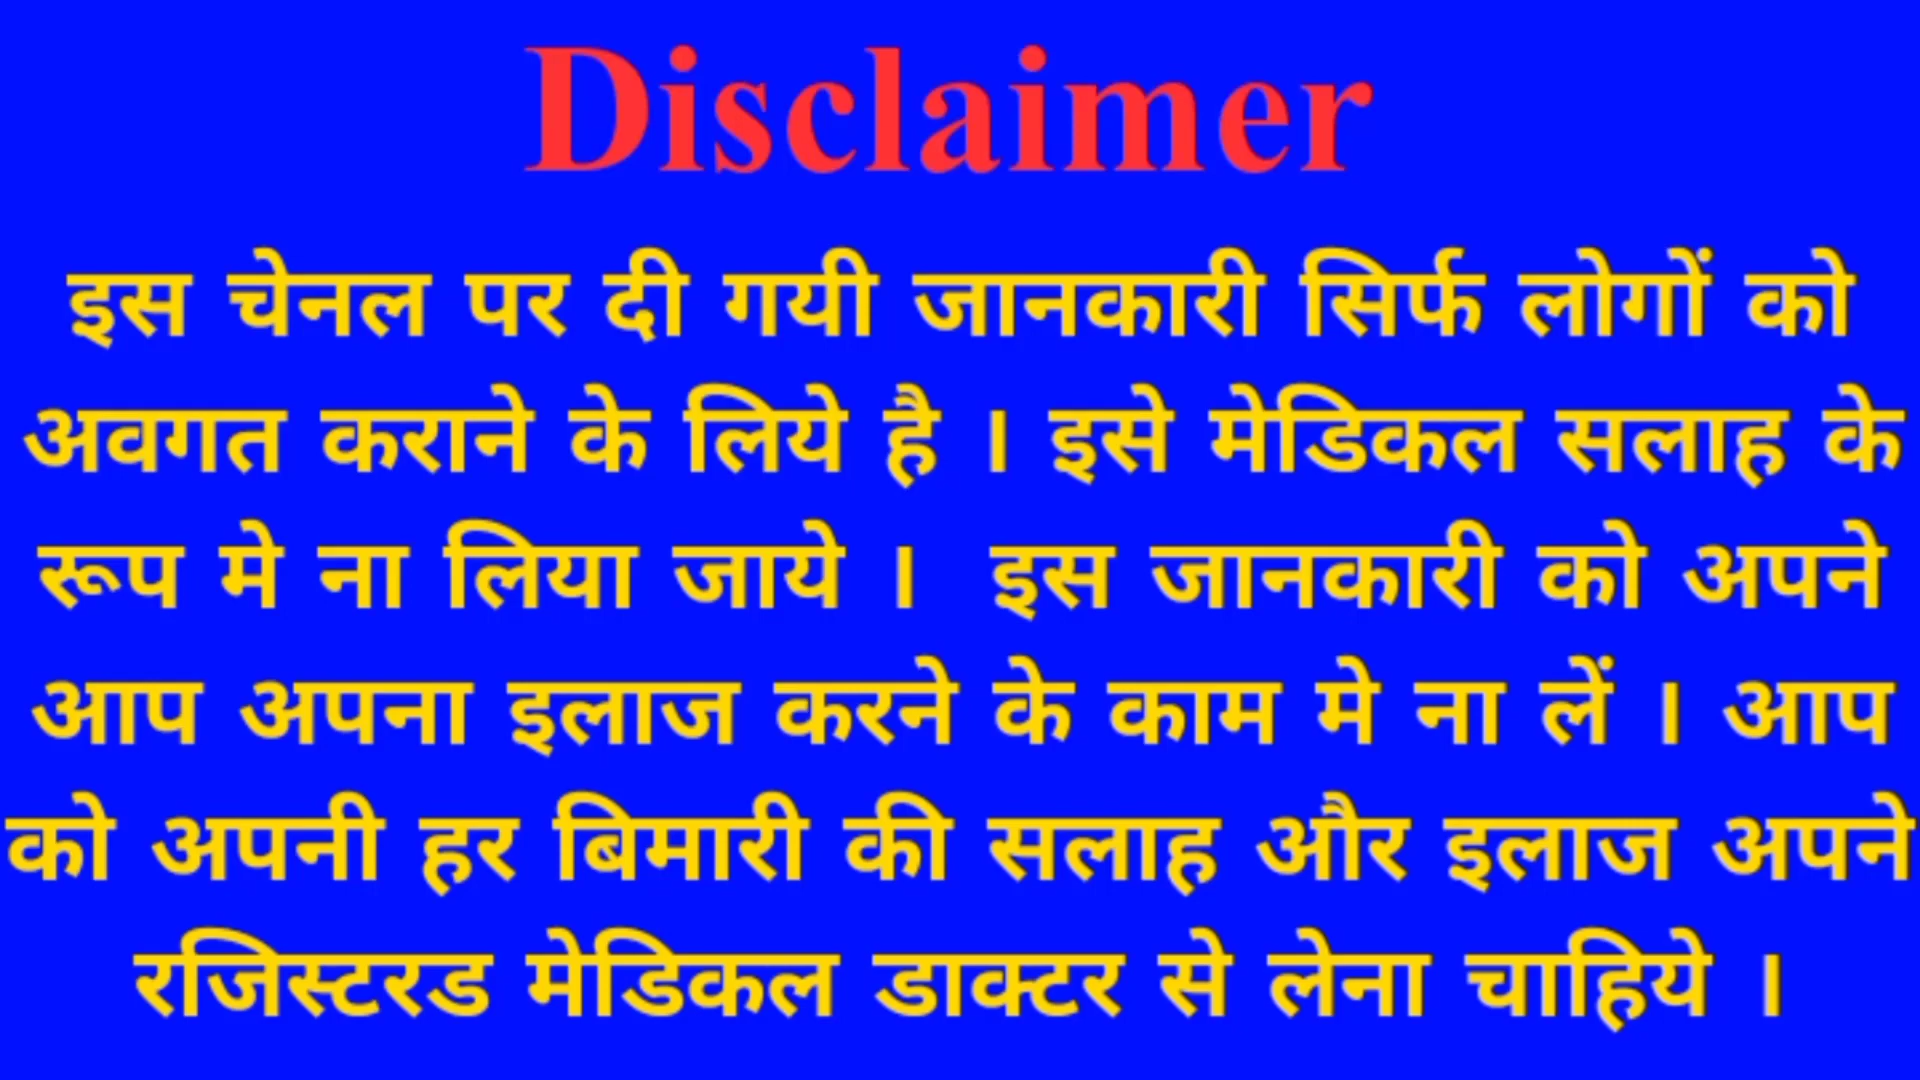 Disclaimer
इस चेनल पर दी गयी जानकारी सिर्फ लोगों को
अवगत कराने के लिये है । इसे मेडिकल सलाह के
रूप मे ना लिया जाये । इस जानकारी को अपने
आप अपना इलाज करने के काम मे ना लें । आप
को अपनी हर बिमारी की सलाह और इलाज अपने
रजिस्टरड मेडिकल डाक्टर से लेना चाहिये ।